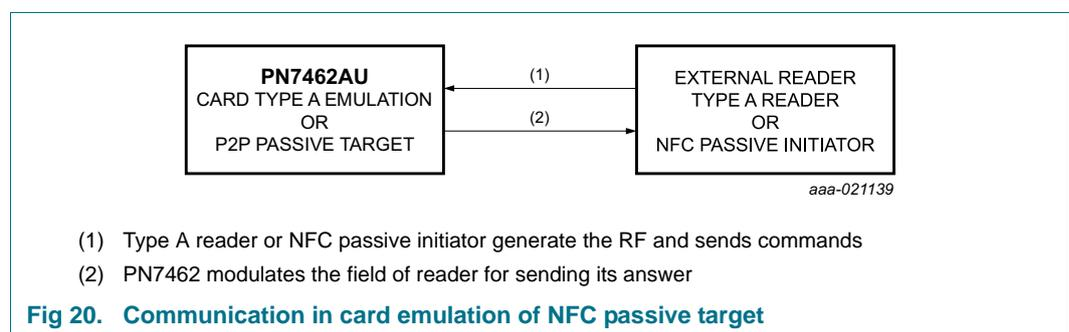 PN7462AU
CARD TYPE A EMULATION
OR
P2P PASSIVE TARGET
(1)
(2)
EXTERNAL READER
TYPE A READER
OR
NFC PASSIVE INITIATOR
aaa-021139
(1) Type A reader or NFC passive initiator generate the RF and sends commands
(2) PN7462 modulates the field of reader for sending its answer
Fig 20. Communication in card emulation of NFC passive target